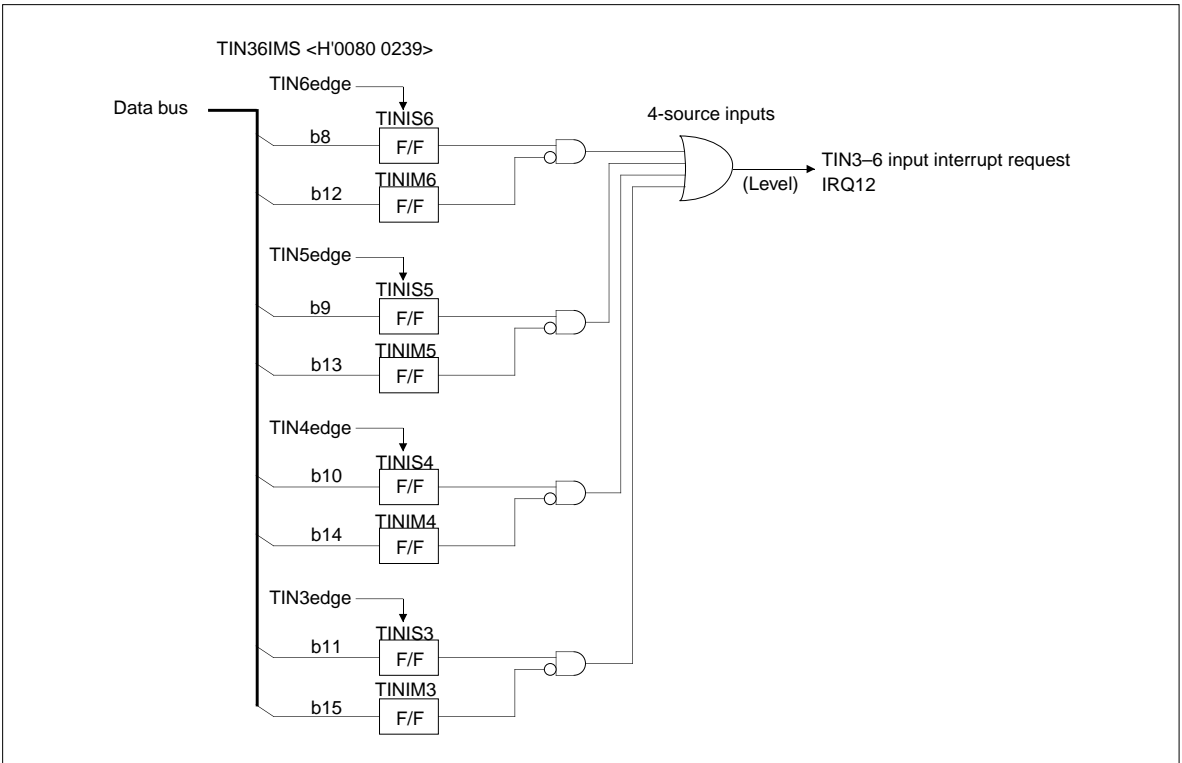 TIN36IMS <H'0080 0239>
TIN6edge
Data bus
4-source inputs
TINIS6
b8
F/F
TIN3–6 input interrupt request
(Level)
IRQ12
TINIM6
b12
F/F
TIN5edge
TINIS5
b9
F/F
TINIM5
b13
F/F
TIN4edge
TINIS4
b10
F/F
TINIM4
b14
F/F
TIN3edge
TINIS3
b11
F/F
TINIM3
b15
F/F